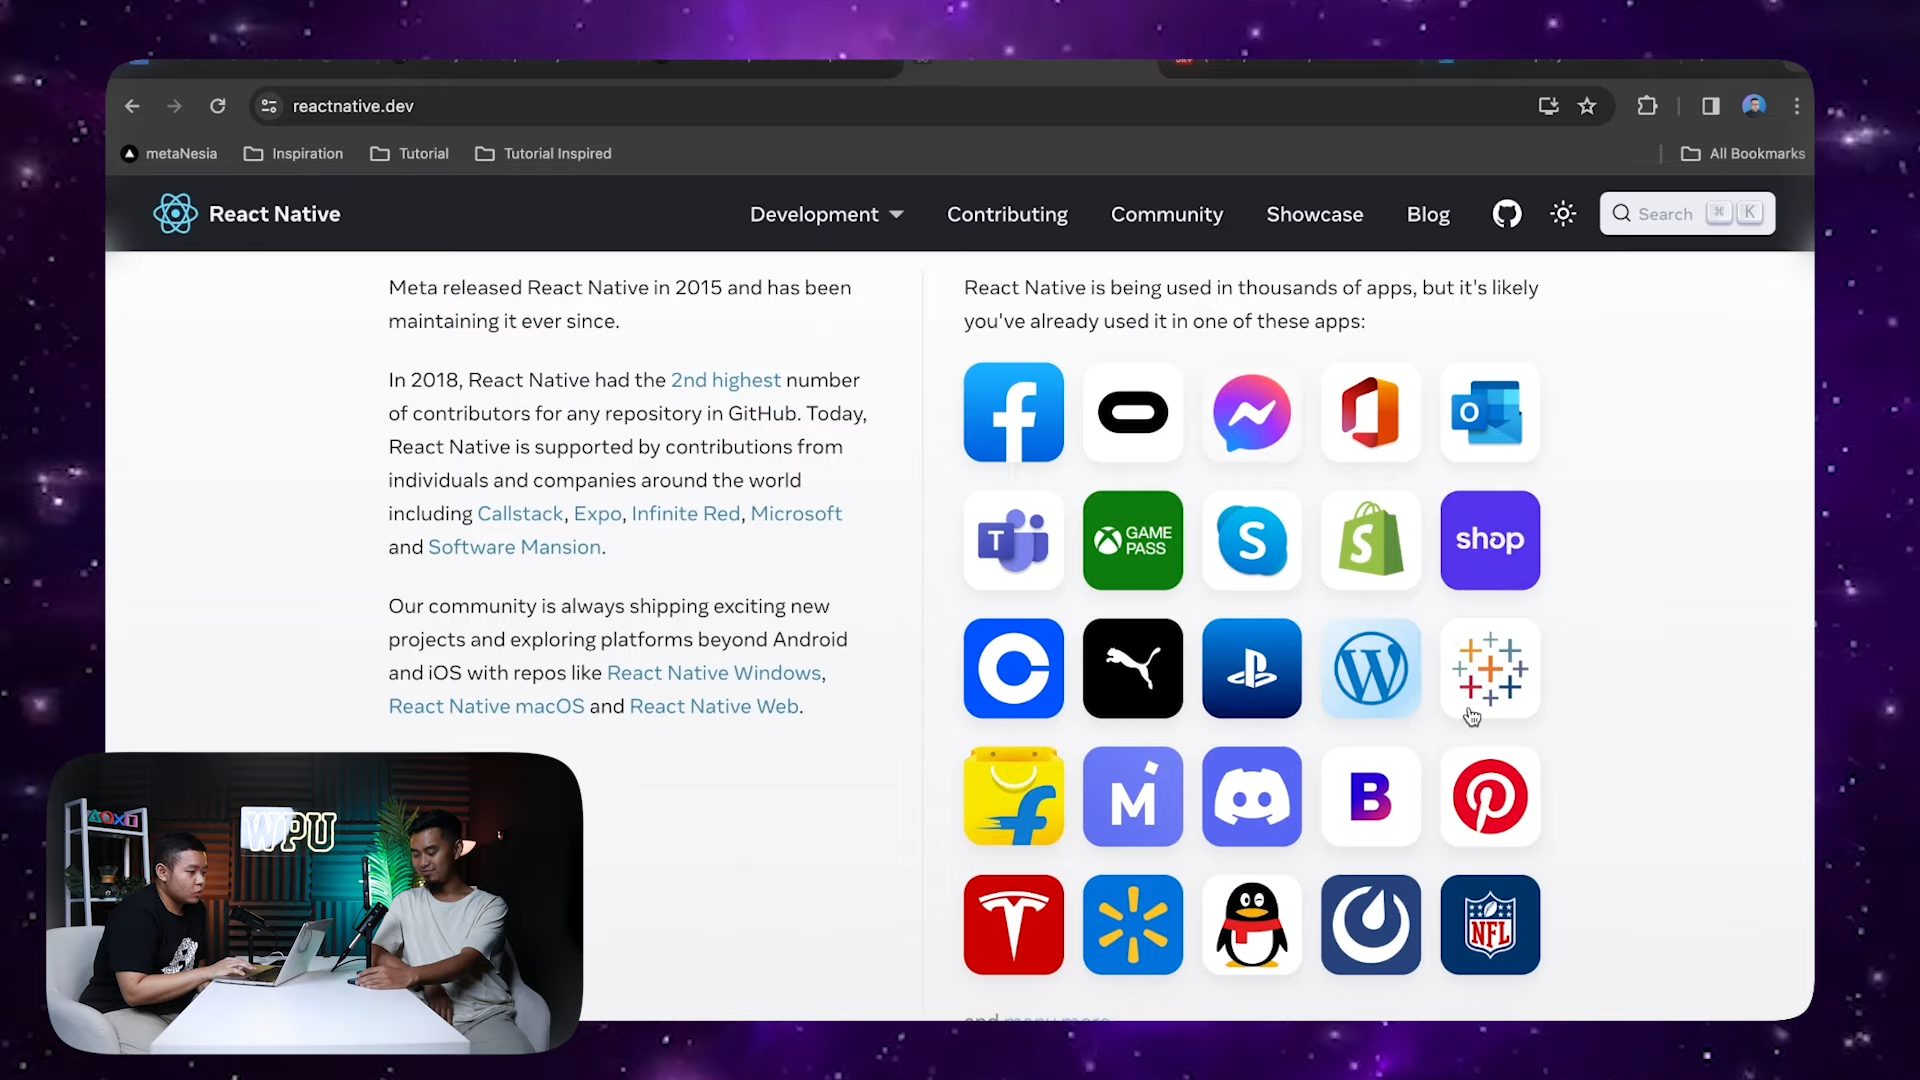 reactnative.dev
metaNesia
Inspiration
Tutorial
Tutorial Inspired
All Bookmarks
React Native
Development
Contributing
Community
Showcase
Blog
Search ⌘ K
Meta released React Native in 2015 and has been
maintaining it ever since.
In 2018, React Native had the 2nd highest number
of contributors for any repository in GitHub. Today,
React Native is supported by contributions from
individuals and companies around the world
including Callstack, Expo, Infinite Red, Microsoft
and Software Mansion.
Our community is always shipping exciting new
projects and exploring platforms beyond Android
and iOS with repos like React Native Windows,
React Native macOS and React Native Web.
React Native is being used in thousands of apps, but it's likely
you've already used it in one of these apps:
f
O
T
GAME
PASS
S
S
shop
C
W
f
M
B
P
T
NFL
and many more
WPU